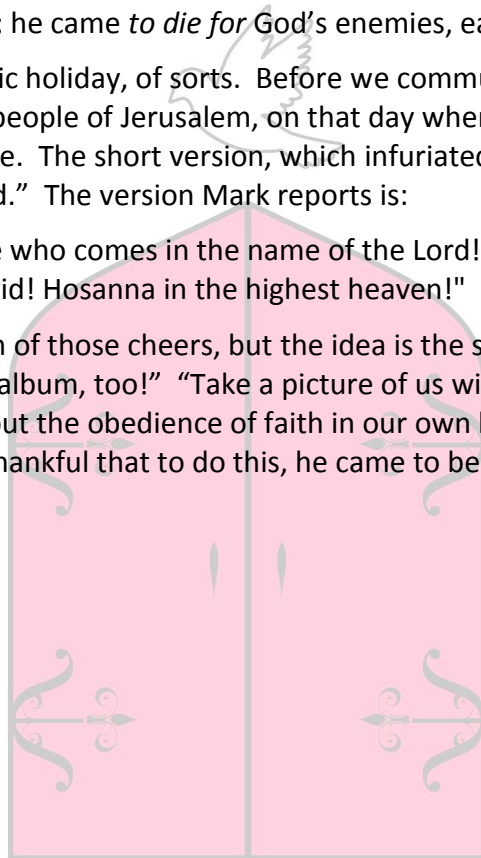 ; he came to die for God’s enemies, ea
ic holiday, of sorts.  Before we commu
people of Jerusalem, on that day when
e.  The short version, which infuriated
d.”  The version Mark reports is:
e who comes in the name of the Lord!
id! Hosanna in the highest heaven!"
n of those cheers, but the idea is the s
album, too!”  “Take a picture of us wi
out the obedience of faith in our own
hankful that to do this, he came to be